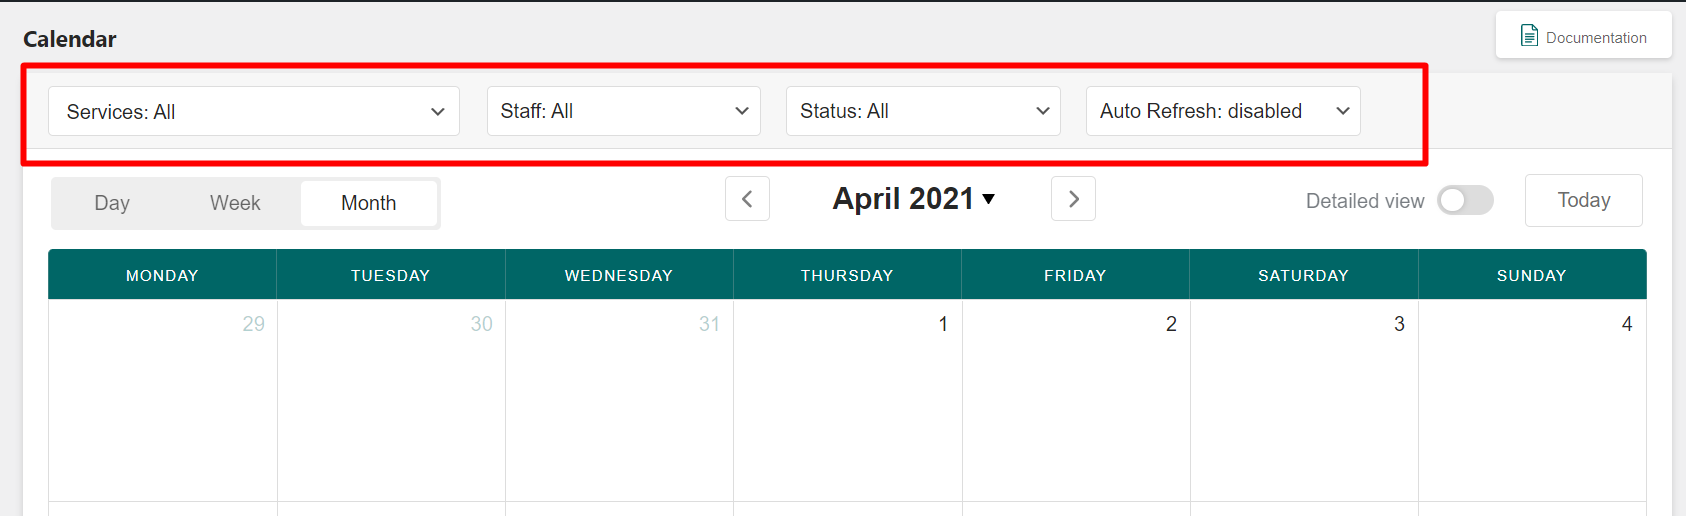 Calendar
Documentation
Services: All
Staff: All
Status: All
Auto Refresh: disabled
Day
Week
Month
April 2021
Detailed view
Today
MONDAY
TUESDAY
WEDNESDAY
THURSDAY
FRIDAY
SATURDAY
SUNDAY
29
30
31
1
2
3
4